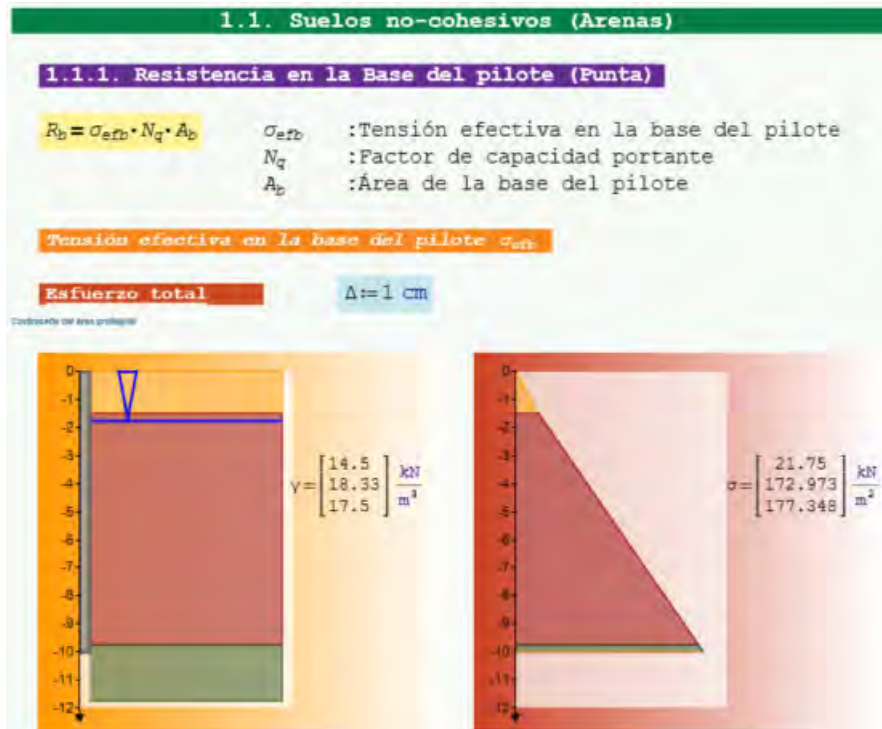 1.1. Suelos no-cohesivos (Arenas)
1.1.1. Resistencia en la Base del pilote (Punta)
R_b=σ_efb·N_q·A_b
σ_efb :Tensión efectiva en la base del pilote
N_q :Factor de capacidad portante
A_b :Área de la base del pilote
Tensión efectiva en la base del pilote σ_efb
Esfuerzo total
Δ:=1 cm
0
-1
-2
-3
-4
-5
-6
-7
-8
-9
-10
-11
-12
γ=[14.5
18.33
17.5] kN/m³
0
-1
-2
-3
-4
-5
-6
-7
-8
-9
-10
-11
-12
σ=[21.75
172.973
177.348] kN/m²